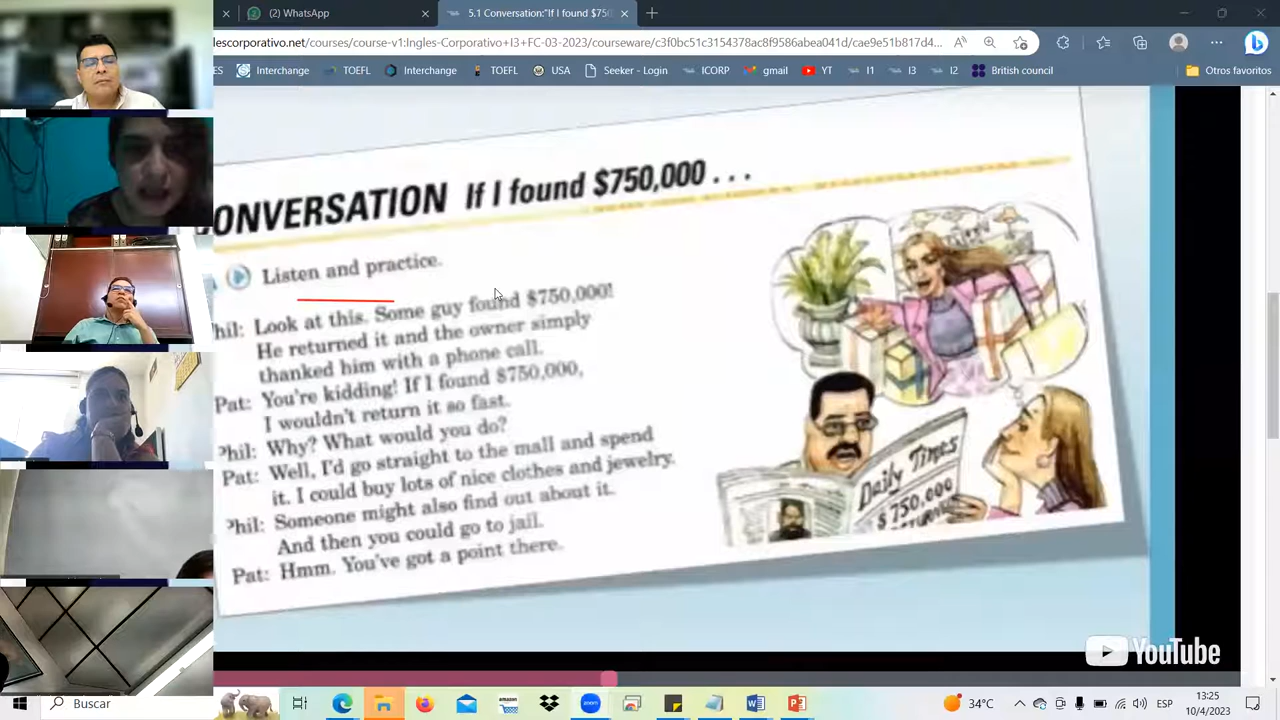 (2) WhatsApp
5.1 Conversation:"If I found $750
lescorporativo.net/courses/course-v1:Ingles-Corporativo+I3+FC-03-2023/courseware/c3f0bc51c3154378ac8f9586abea041d/cae9e51b817d4...
ES Interchange TOEFL Interchange TOEFL USA Seeker - Login ICORP gmail YT I1 I3 I2 British council Otros favoritos
ONVERSATION If I found $750,000 . . .
Listen and practice.
hil: Look at this. Some guy found $750,000!
He returned it and the owner simply
thanked him with a phone call.
Pat: You're kidding! If I found $750,000,
I wouldn't return it so fast.
Phil: Why? What would you do?
Pat: Well, I'd go straight to the mall and spend
it. I could buy lots of nice clothes and jewelry.
Phil: Someone might also find out about it.
And then you could go to jail.
Pat: Hmm. You've got a point there.
Daily Times
$ 750,000
YouTube
Buscar
amazon
zoom
34°C
ESP
13:25
10/4/2023